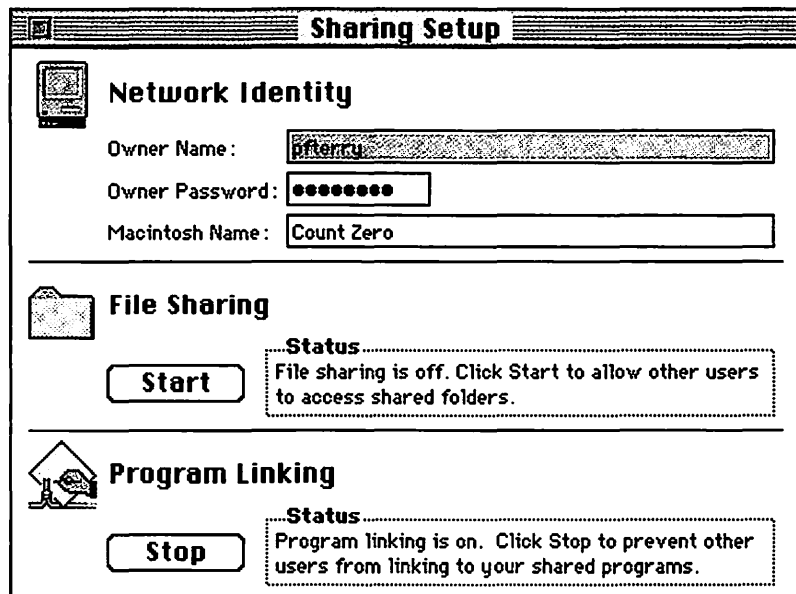 Sharing Setup
Network Identity
Owner Name: pfterry
Owner Password: ●●●●●●●●
Macintosh Name: Count Zero
File Sharing
Status
Start
File sharing is off. Click Start to allow other users
to access shared folders.
Program Linking
Status
Stop
Program linking is on. Click Stop to prevent other
users from linking to your shared programs.